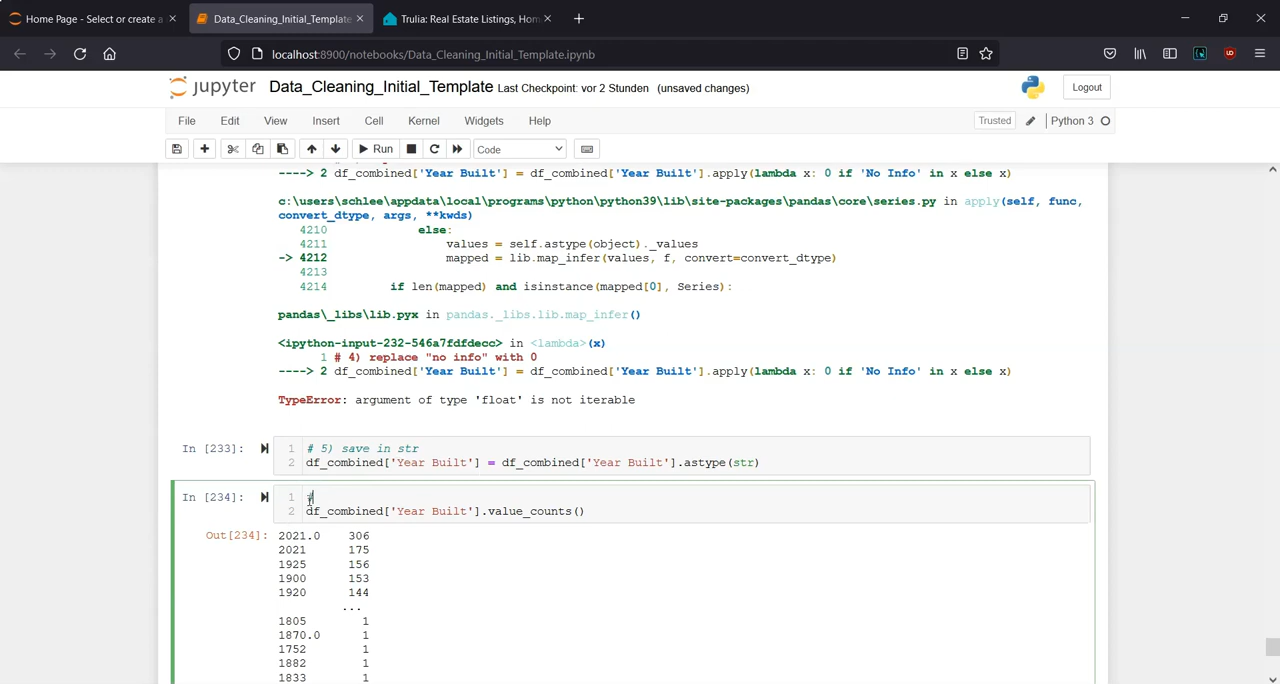 Home Page - Select or create a
Data_Cleaning_Initial_Template
Trulia: Real Estate Listings, Hom
localhost:8900/notebooks/Data_Cleaning_Initial_Template.ipynb
jupyter Data_Cleaning_Initial_Template Last Checkpoint: vor 2 Stunden (unsaved changes)
Logout
File Edit View Insert Cell Kernel Widgets Help
Trusted Python 3
Run Code
----> 2 df_combined['Year Built'] = df_combined['Year Built'].apply(lambda x: 0 if 'No Info' in x else x)
c:\users\schlee\appdata\local\programs\python\python39\lib\site-packages\pandas\core\series.py in apply(self, func,
convert_dtype, args, **kwds)
4210 else:
4211 values = self.astype(object)._values
-> 4212 mapped = lib.map_infer(values, f, convert=convert_dtype)
4213
4214 if len(mapped) and isinstance(mapped[0], Series):
pandas\_libs\lib.pyx in pandas._libs.lib.map_infer()
<ipython-input-232-546a7fdfdecc> in <lambda>(x)
1 # 4) replace "no info" with 0
----> 2 df_combined['Year Built'] = df_combined['Year Built'].apply(lambda x: 0 if 'No Info' in x else x)
TypeError: argument of type 'float' is not iterable
In [233]: 1 # 5) save in str
2 df_combined['Year Built'] = df_combined['Year Built'].astype(str)
In [234]: 1 #
2 df_combined['Year Built'].value_counts()
Out[234]: 2021.0 306
2021 175
1925 156
1900 153
1920 144
...
1805 1
1870.0 1
1752 1
1882 1
1833 1